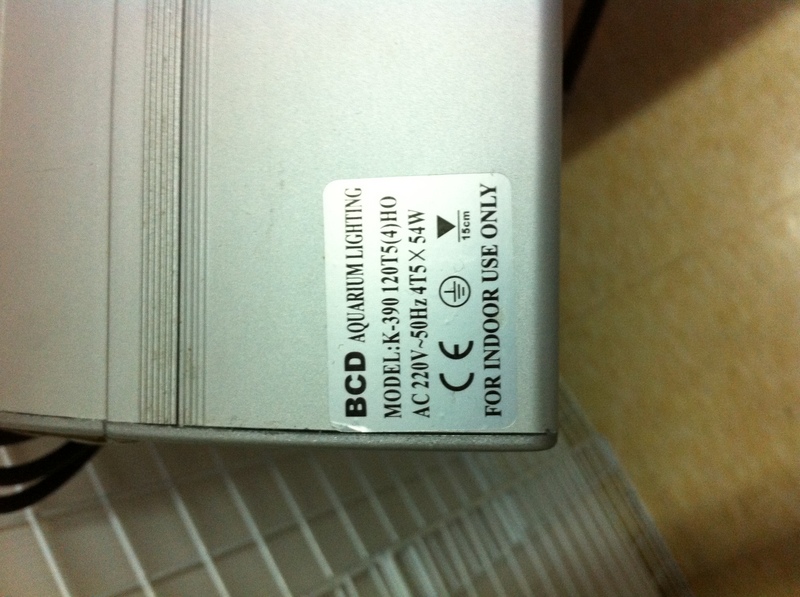 BCD AQUARIUM LIGHTING
MODEL:K-390 120T5(4)HO
AC 220V~50Hz 4T5×54W
CE 15cm
FOR INDOOR USE ONLY